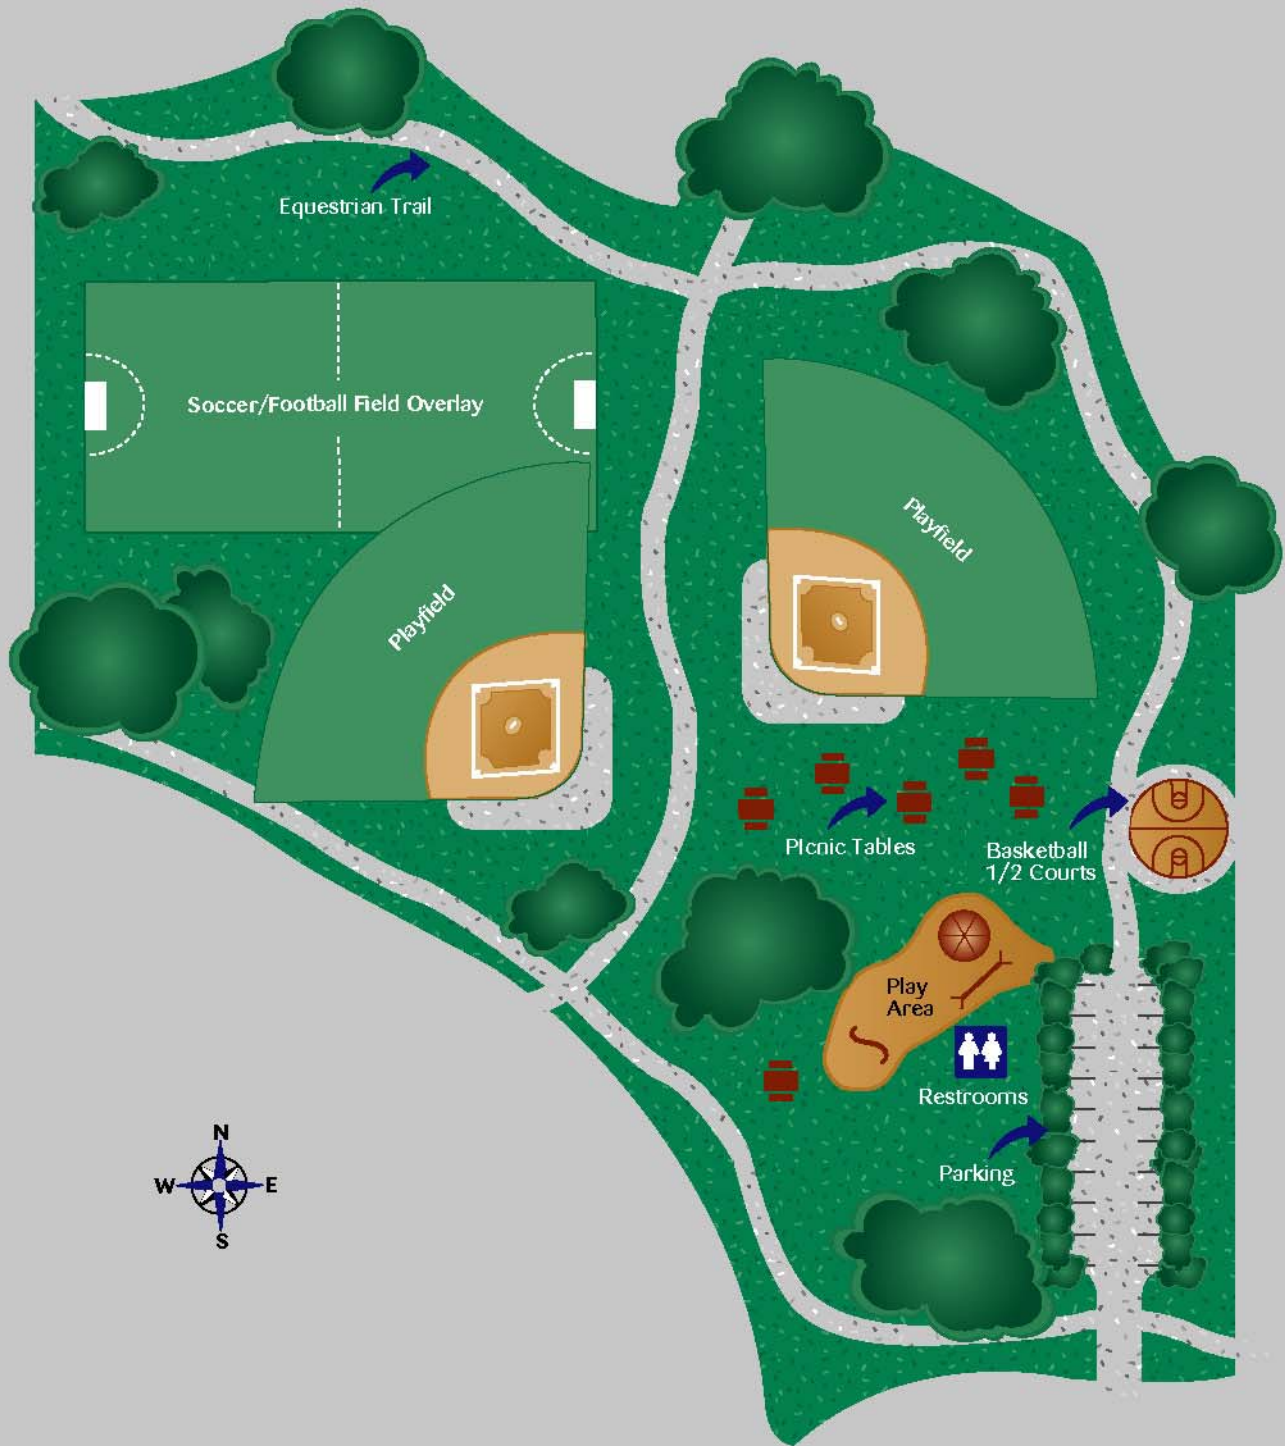 Equestrian Trail
Soccer/Football Field Overlay
Playfield
Playfield
PIcnic Tables
Basketball
1/2 Courts
Play
Area
Restrooms
Parking
N
W E
S